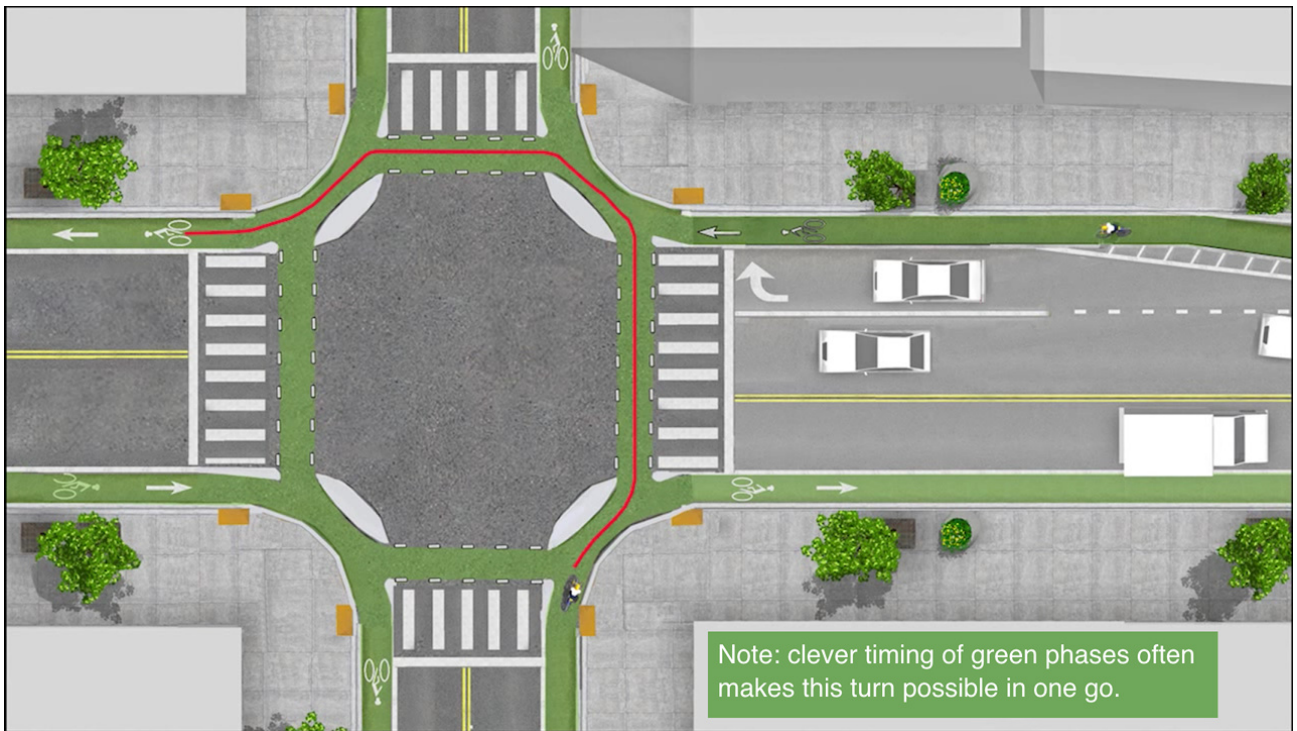 Note: clever timing of green phases often
makes this turn possible in one go.